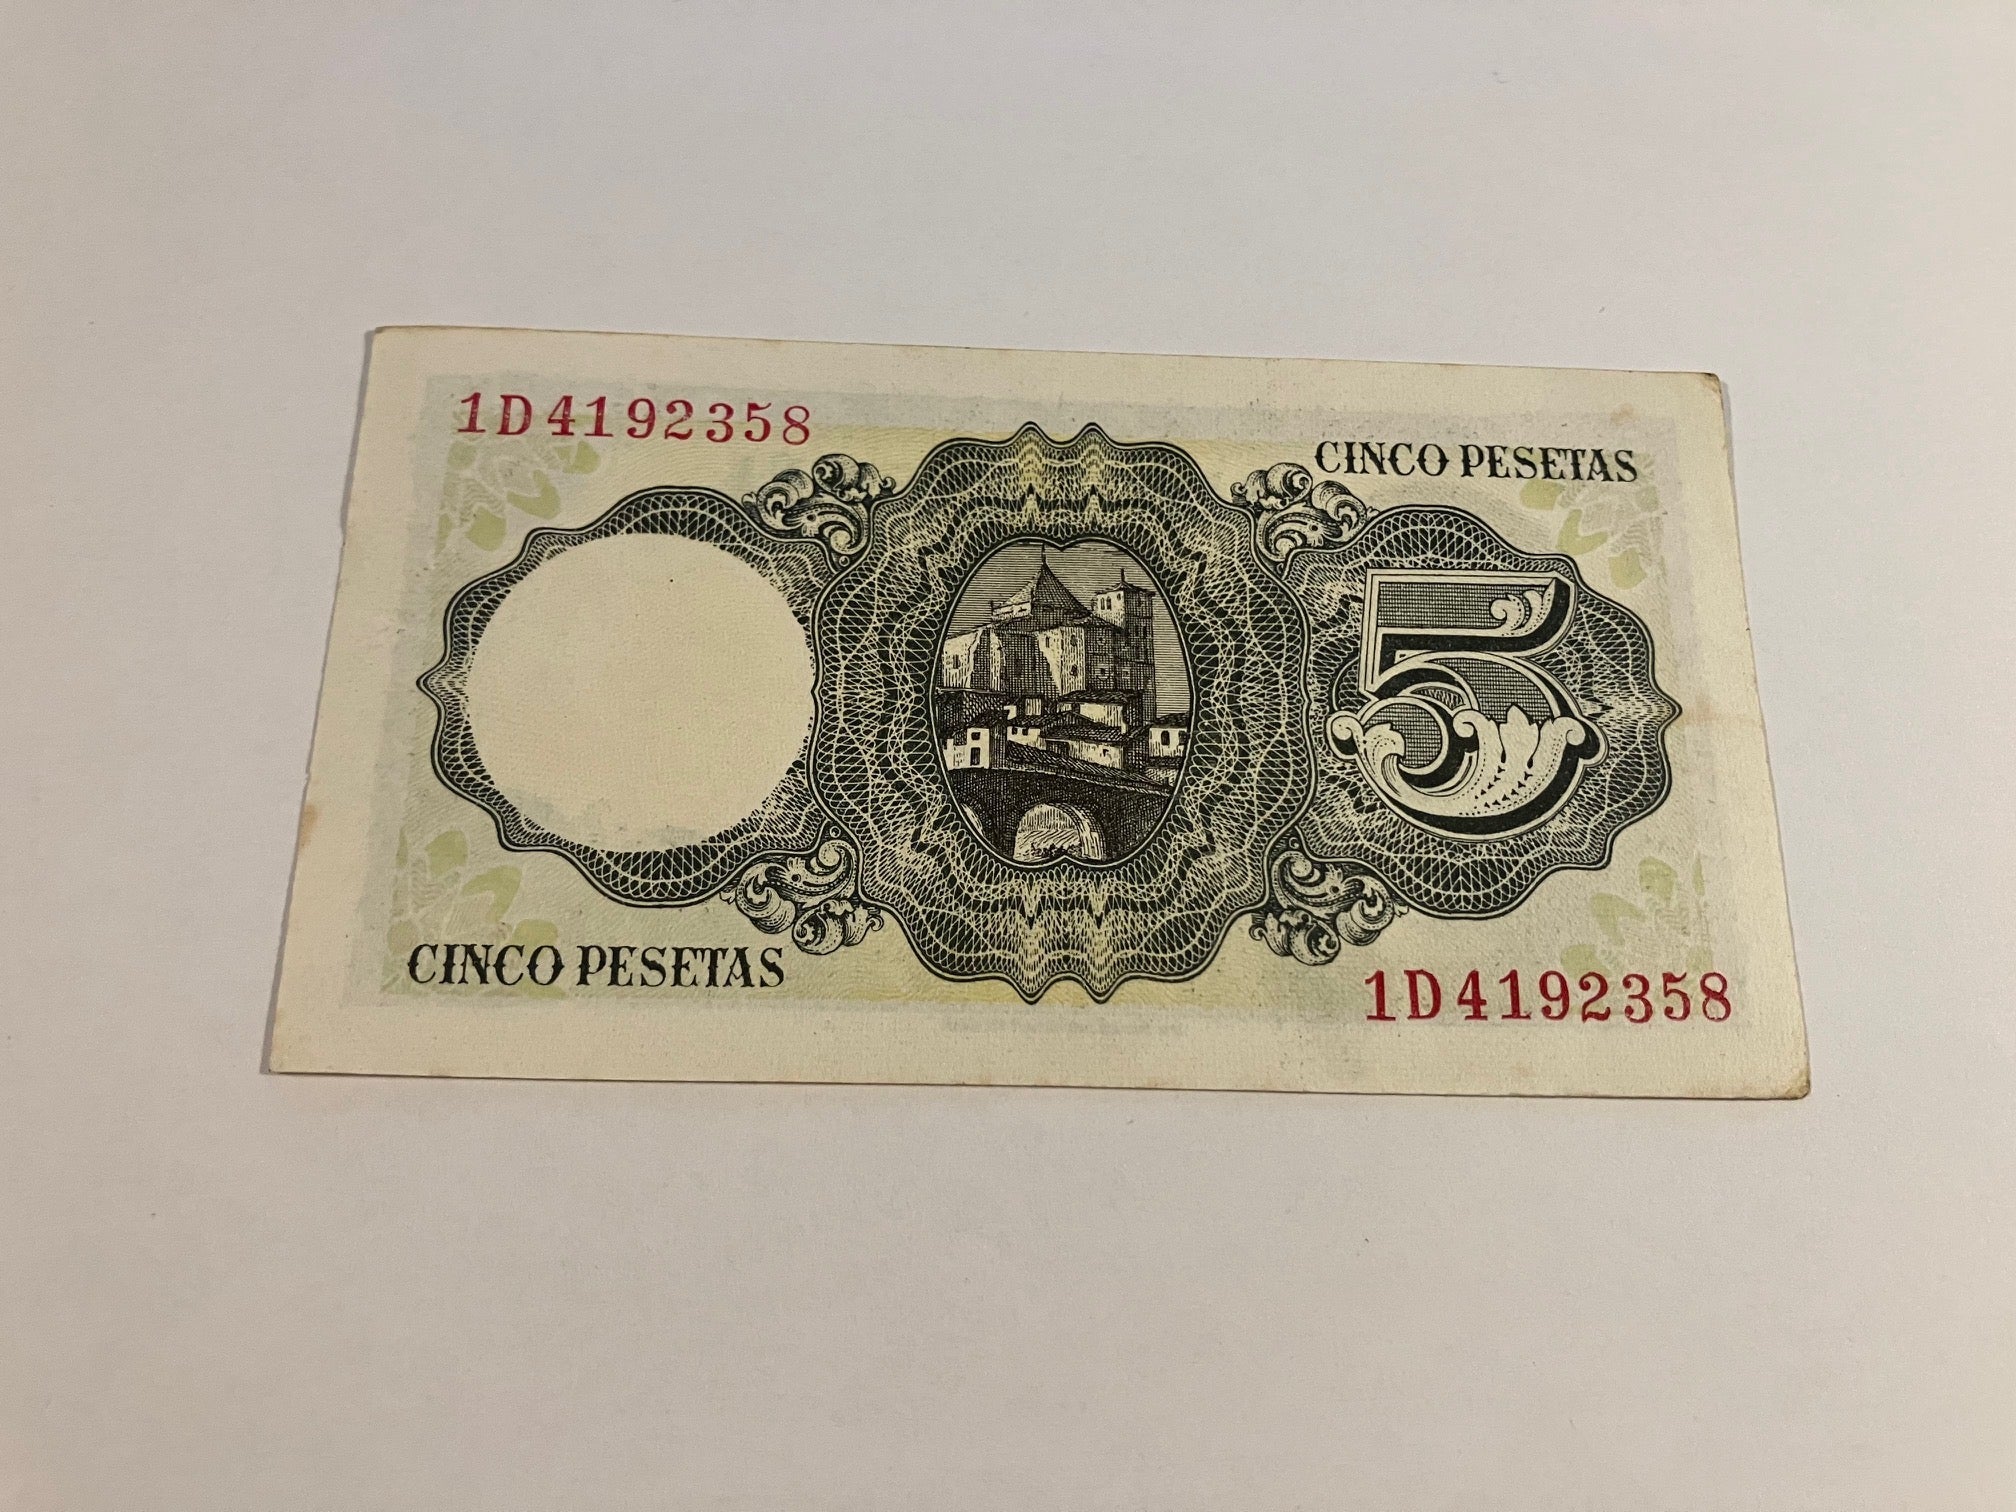 1D4192358
CINCO PESETAS
5
CINCO PESETAS
1D4192358